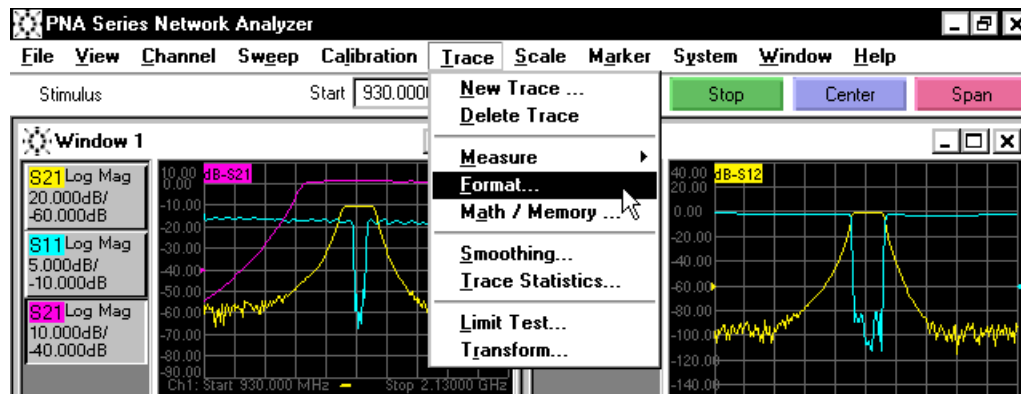 PNA Series Network Analyzer
File View Channel Sweep Calibration Trace Scale Marker System Window Help
Stimulus Start 930.000 Stop Center Span
New Trace ...
Delete Trace
Measure
Format...
Math / Memory ...
Smoothing...
Trace Statistics...
Limit Test...
Transform...
Window 1
S21 Log Mag
20.000dB/
-60.000dB
S11 Log Mag
5.000dB/
-10.000dB
S21 Log Mag
10.000dB/
-40.000dB
10.00 dB-S21
0.00
-10.00
-20.00
-30.00
-40.00
-50.00
-60.00
-70.00
-80.00
-90.00
Ch1: Start 930.000 MHz Stop 2.13000 GHz
40.00 dB-S12
20.00
0.00
-20.00
-40.00
-60.00
-80.00
-100.00
-120.00
-140.00